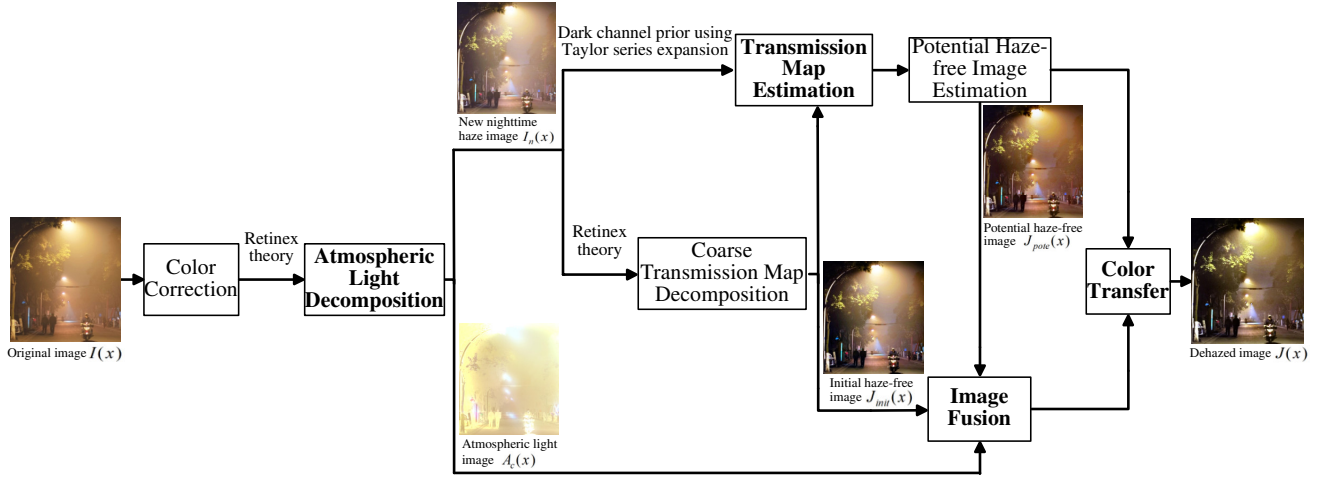 Original image I(x)
Color
Correction
Retinex
theory
Atmospheric
Light
Decomposition
New nighttime
haze image Iₙ(x)
Atmospheric light
image A_c(x)
Dark channel prior using
Taylor series expansion
Retinex
theory
Transmission
Map
Estimation
Coarse
Transmission Map
Decomposition
Initial haze-free
image J_init(x)
Potential Haze-
free Image
Estimation
Potential haze-free
image J_pote(x)
Image
Fusion
Color
Transfer
Dehazed image J(x)